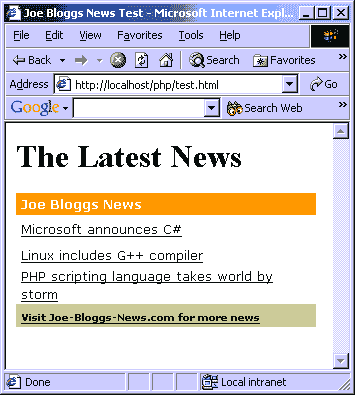 Joe Bloggs News Test - Microsoft Internet Expl...
File Edit View Favorites Tools Help
Back Search Favorites
Address http://localhost/php/test.html Go
Google Search Web
The Latest News
Joe Bloggs News
Microsoft announces C#
Linux includes G++ compiler
PHP scripting language takes world by
storm
Visit Joe-Bloggs-News.com for more news
Done Local intranet